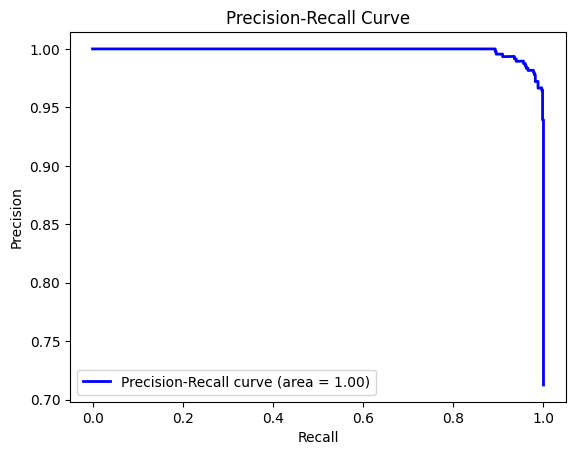 Precision-Recall Curve
1.00
0.95
0.90
0.85
0.80
0.75
0.70
Precision
Precision-Recall curve (area = 1.00)
0.0 0.2 0.4 0.6 0.8 1.0
Recall